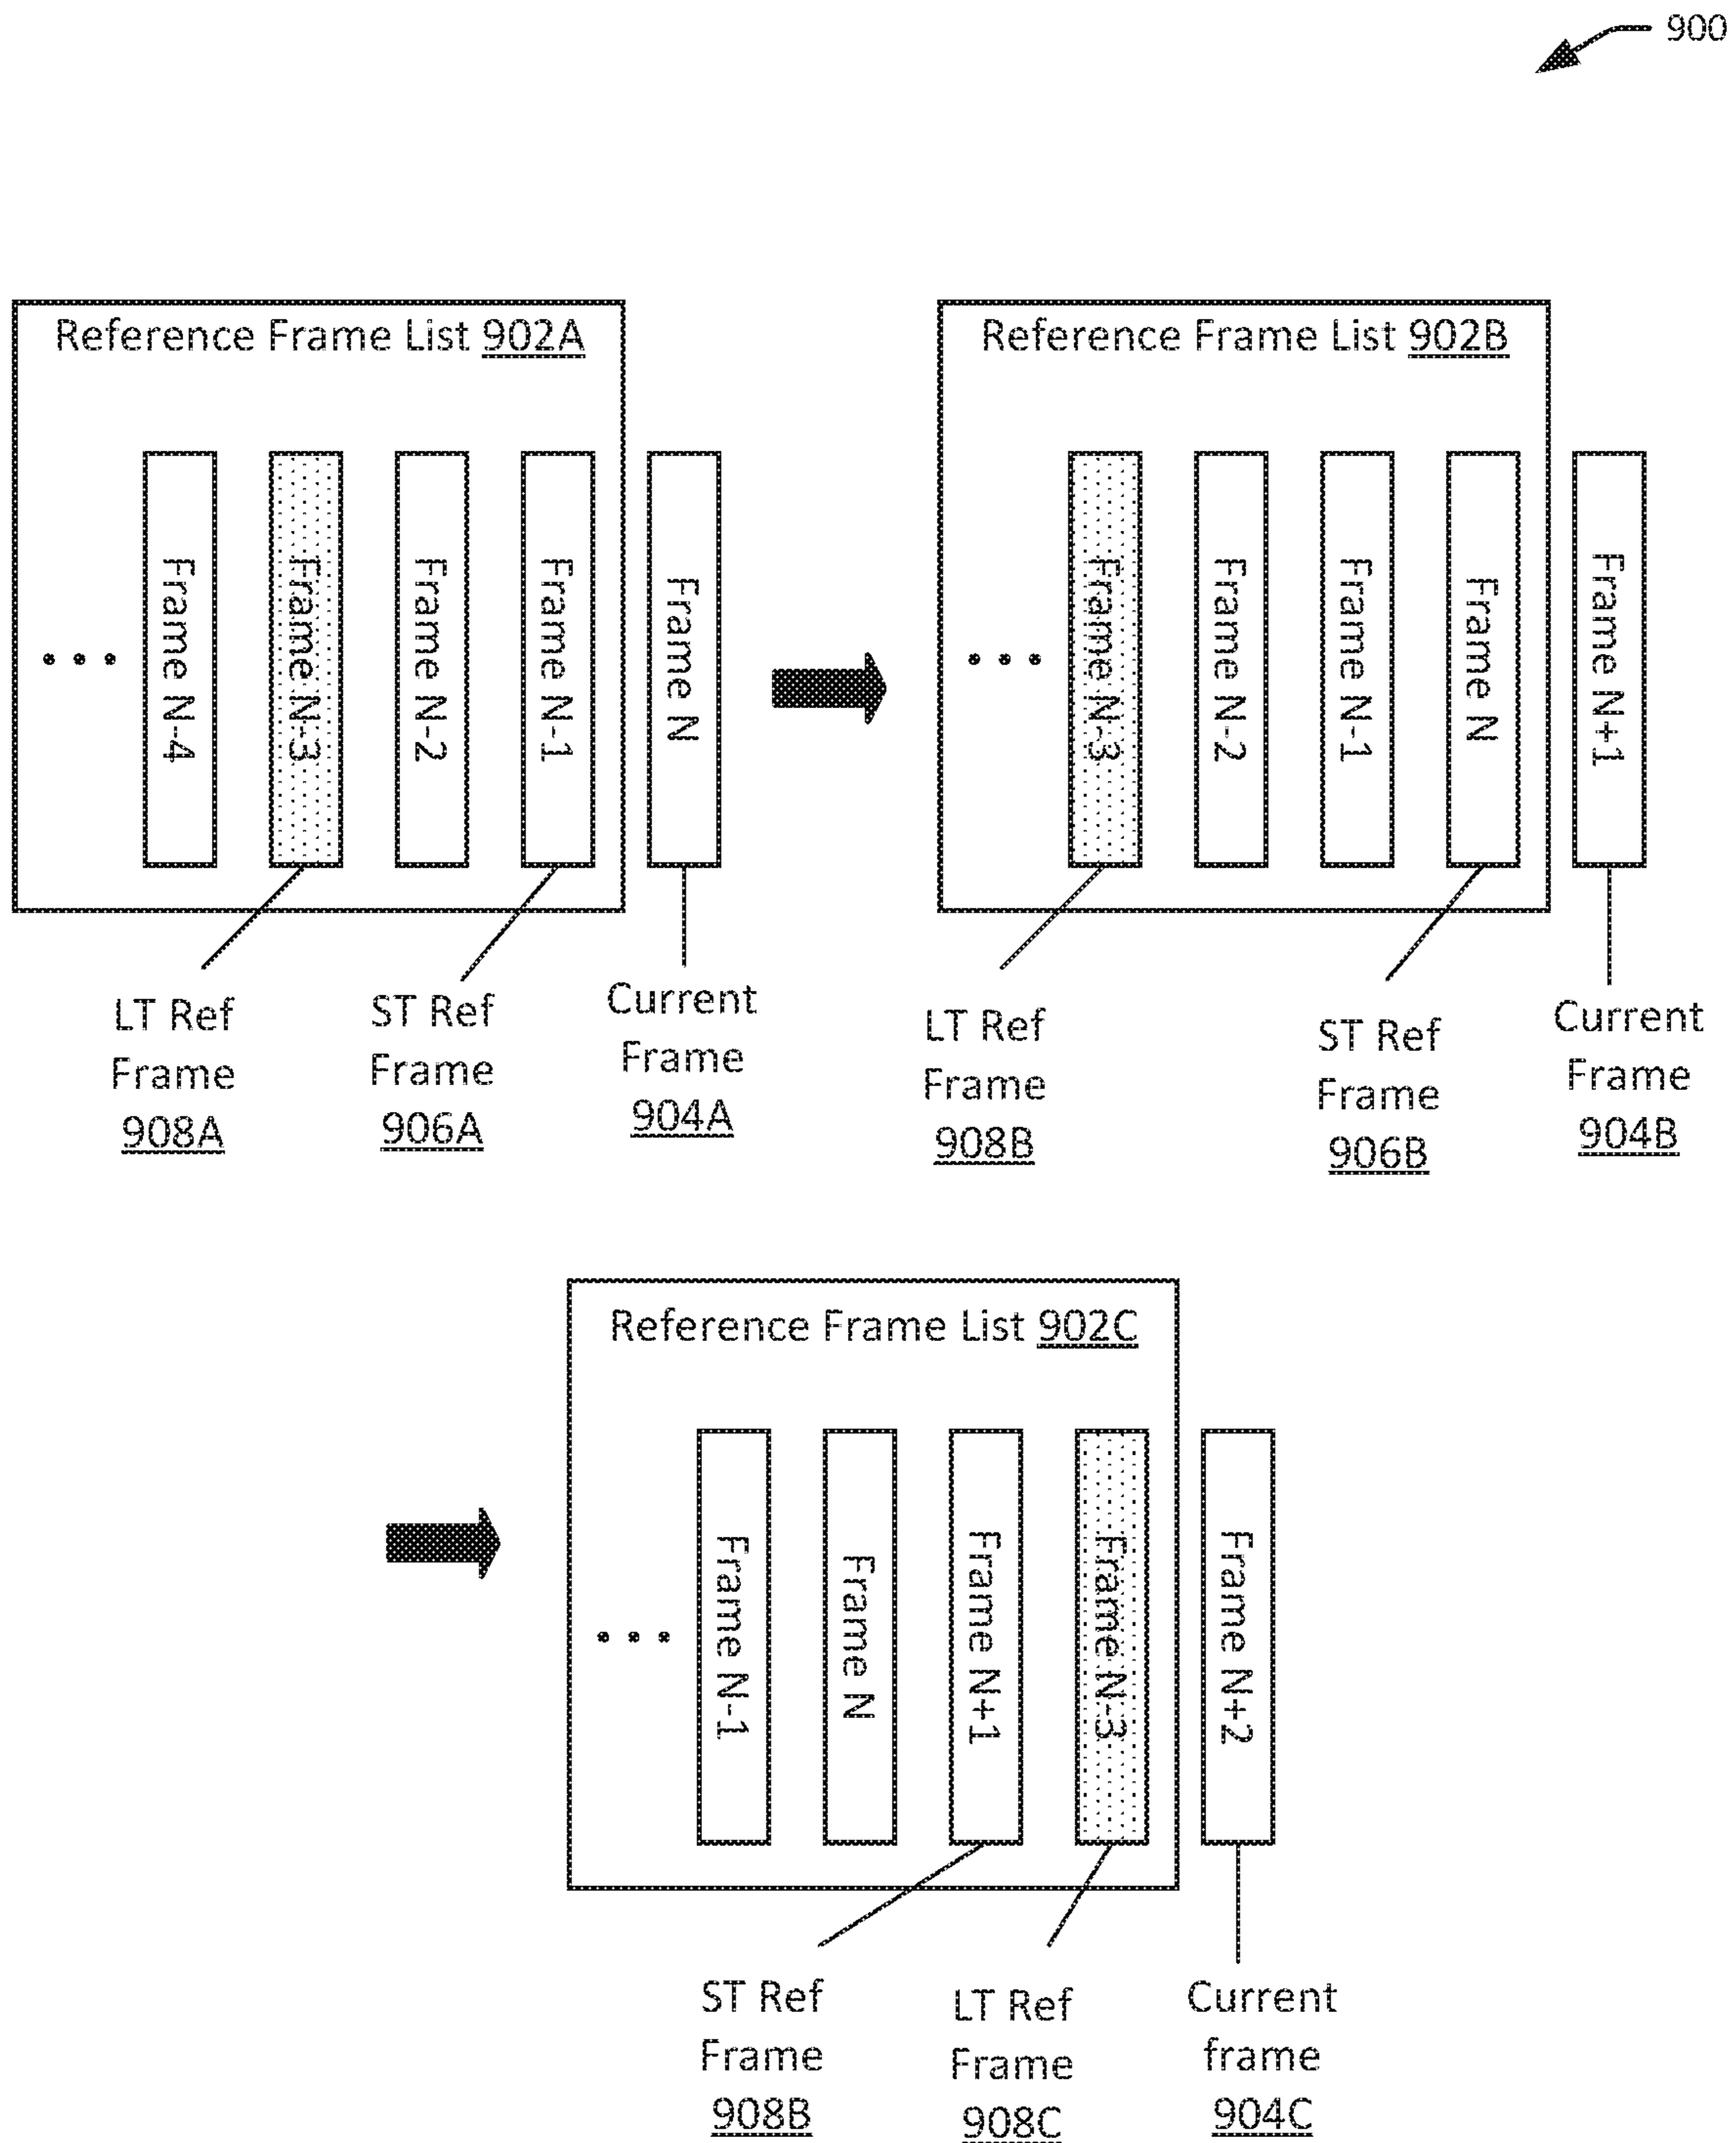 900
Reference Frame List 902A
Frame N-4
Frame N-3
Frame N-2
Frame N-1
Frame N
LT Ref
Frame
908A
ST Ref
Frame
906A
Current
Frame
904A
Reference Frame List 902B
Frame N-3
Frame N-2
Frame N-1
Frame N
Frame N+1
LT Ref
Frame
908B
ST Ref
Frame
906B
Current
Frame
904B
Reference Frame List 902C
Frame N-1
Frame N
Frame N+1
Frame N-3
Frame N+2
ST Ref
Frame
908B
LT Ref
Frame
908C
Current
frame
904C